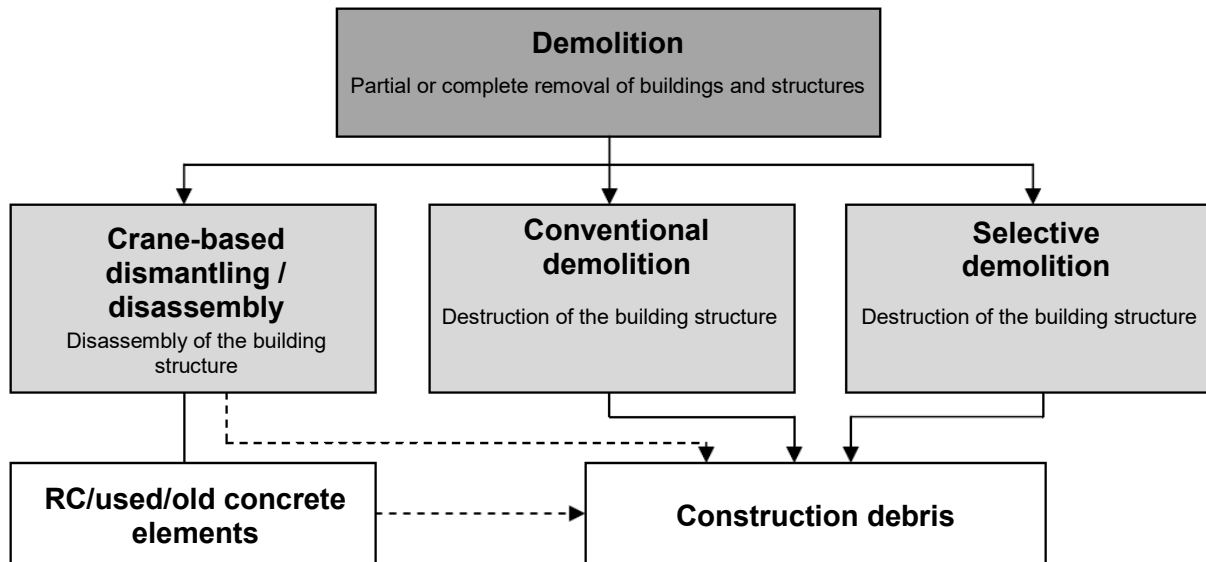 Demolition
Partial or complete removal of buildings and structures
Crane-based
dismantling /
disassembly
Disassembly of the building
structure
Conventional
demolition
Destruction of the building structure
Selective
demolition
Destruction of the building structure
RC/used/old concrete
elements
Construction debris